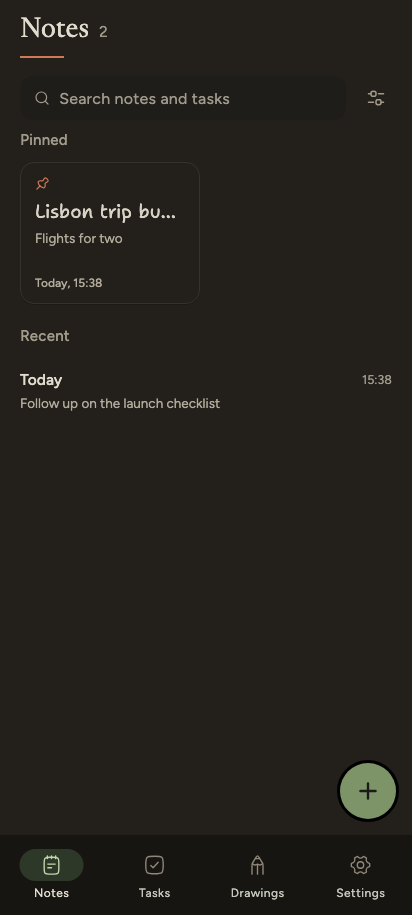 Notes 2
Search notes and tasks
Pinned
Lisbon trip bu...
Flights for two
Today, 15:38
Recent
Today 15:38
Follow up on the launch checklist
Notes Tasks Drawings Settings